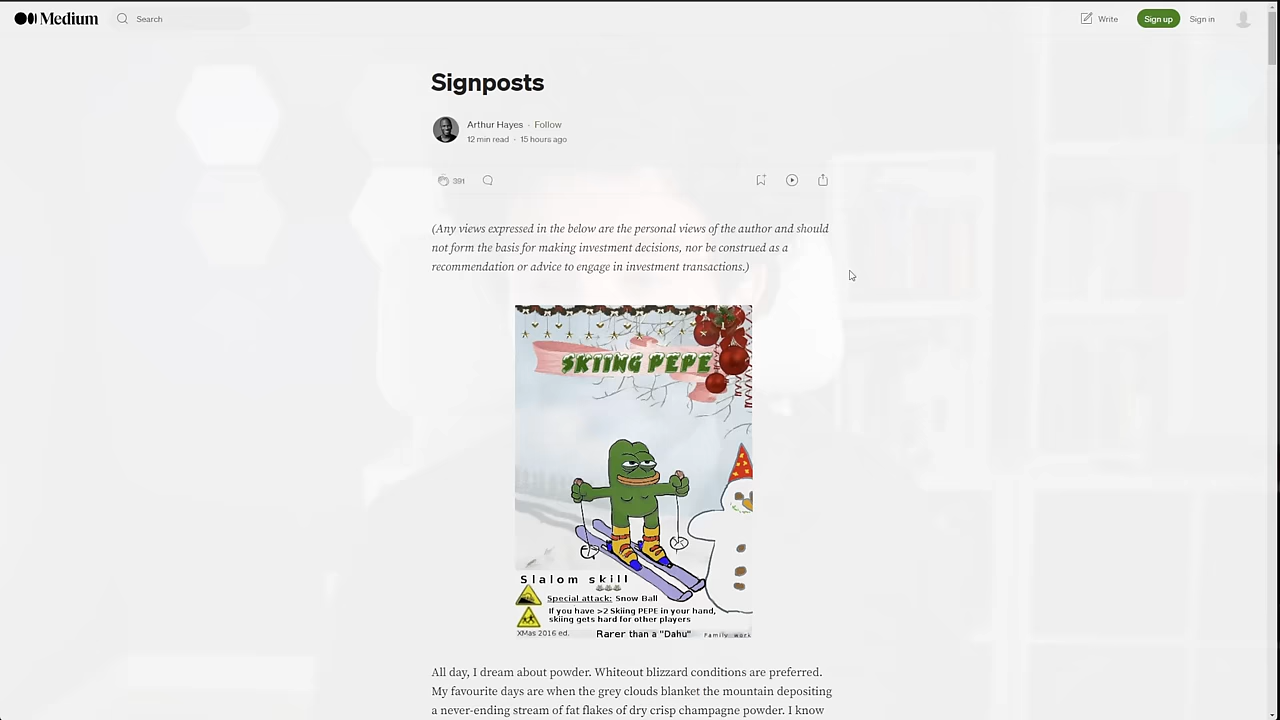 Medium
Search
Write
Sign up
Sign in
Signposts
Arthur Hayes · Follow
12 min read · 15 hours ago
391
(Any views expressed in the below are the personal views of the author and should
not form the basis for making investment decisions, nor be construed as a
recommendation or advice to engage in investment transactions.)
SKIING PEPE
Slalom skill
Special attack: Snow Ball
If you have >2 Skiing PEPE in your hand,
skiing gets hard for other players
XMas 2016 ed.
Rarer than a "Dahu"
Family work
All day, I dream about powder. Whiteout blizzard conditions are preferred.
My favourite days are when the grey clouds blanket the mountain depositing
a never-ending stream of fat flakes of dry crisp champagne powder. I know